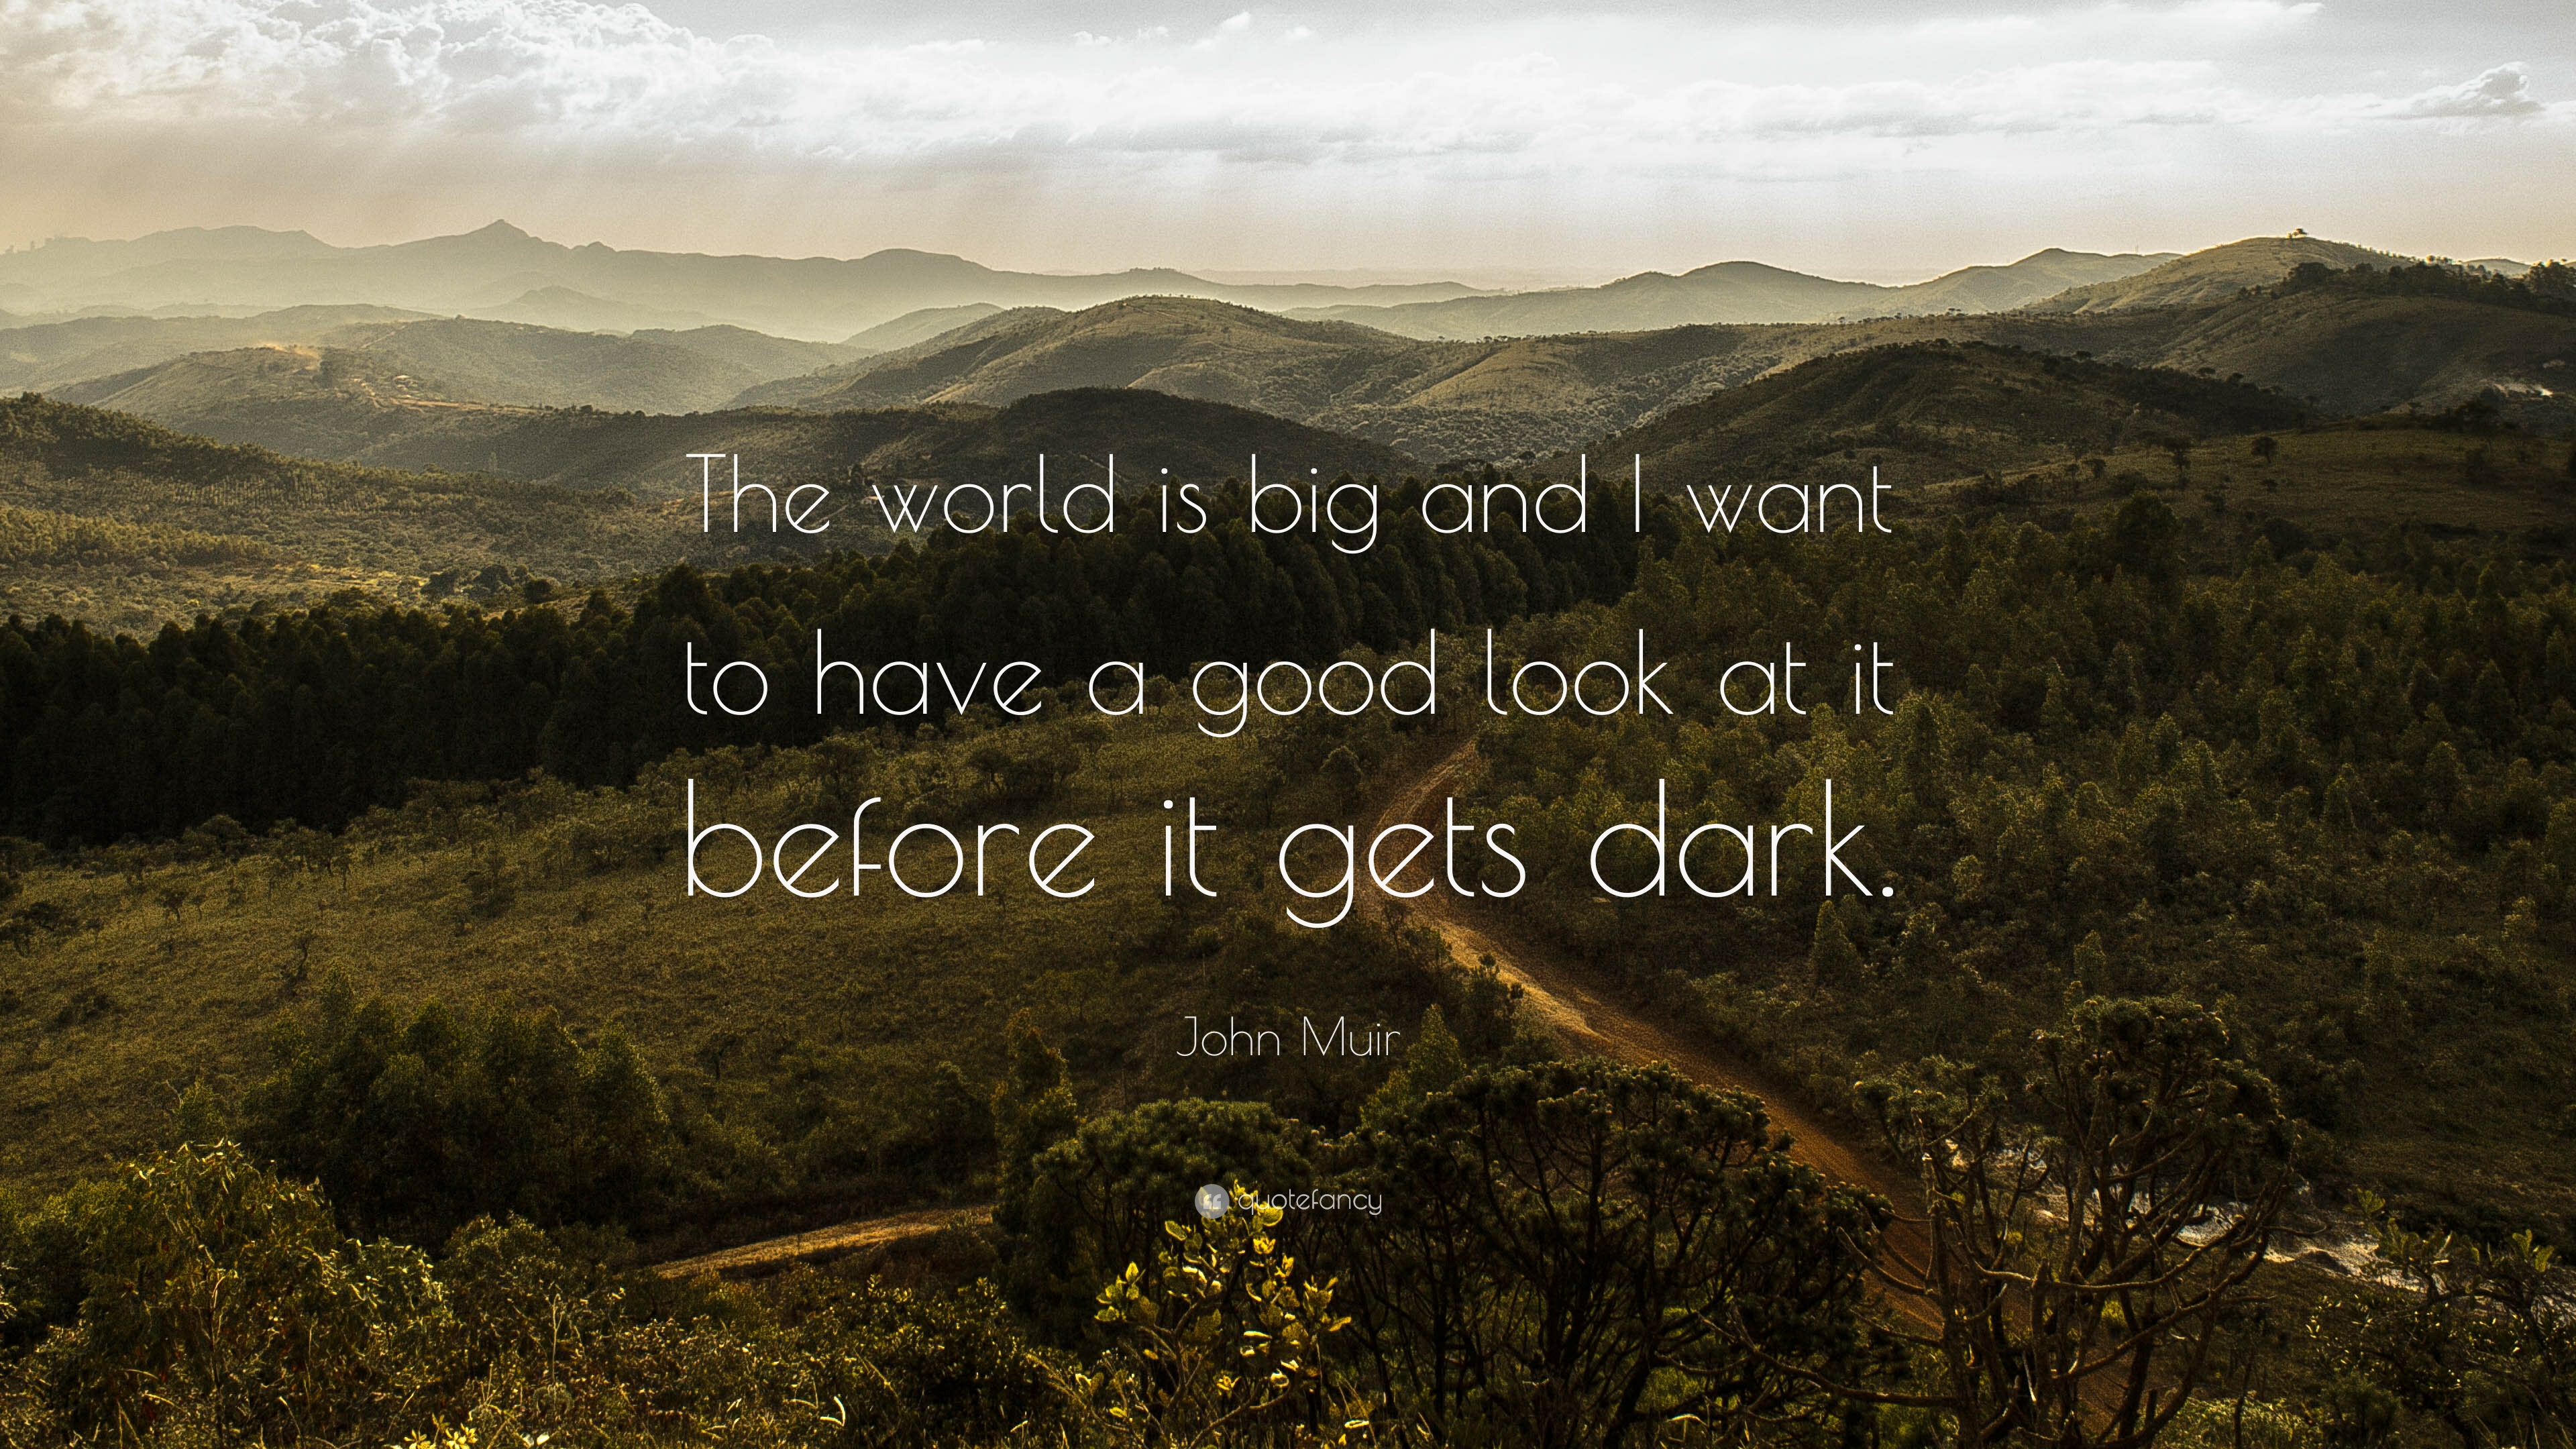 The world is big and I want
to have a good look at it
before it gets dark.
John Muir
quotefancy